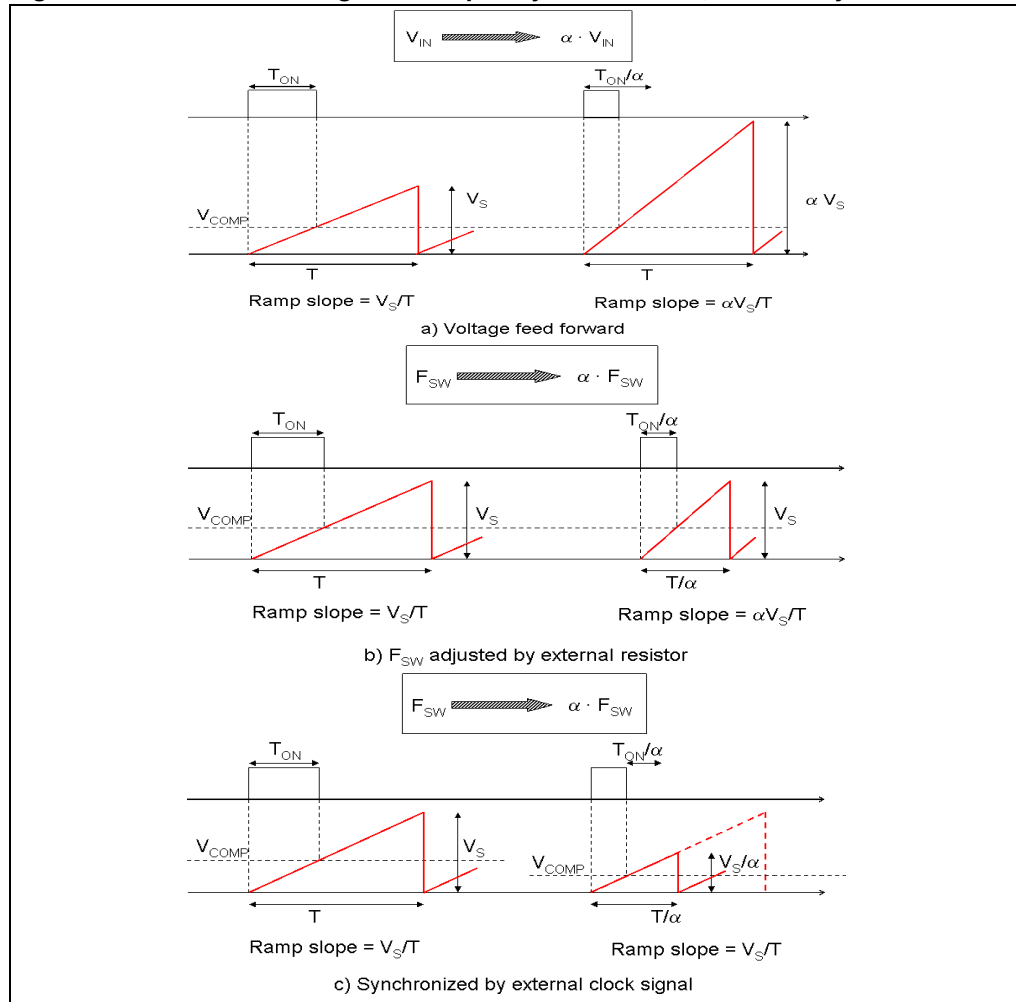 V_IN α · V_IN
T_ON T_ON/α
V_S α V_S
V_COMP
T T
Ramp slope = V_S/T Ramp slope = αV_S/T
a) Voltage feed forward
F_SW α · F_SW
T_ON T_ON/α
V_COMP V_S V_S
T T/α
Ramp slope = V_S/T Ramp slope = αV_S/T
b) F_SW adjusted by external resistor
F_SW α · F_SW
T_ON T_ON/α
V_COMP V_S V_COMP V_S/α
T T/α
Ramp slope = V_S/T Ramp slope = V_S/T
c) Synchronized by external clock signal